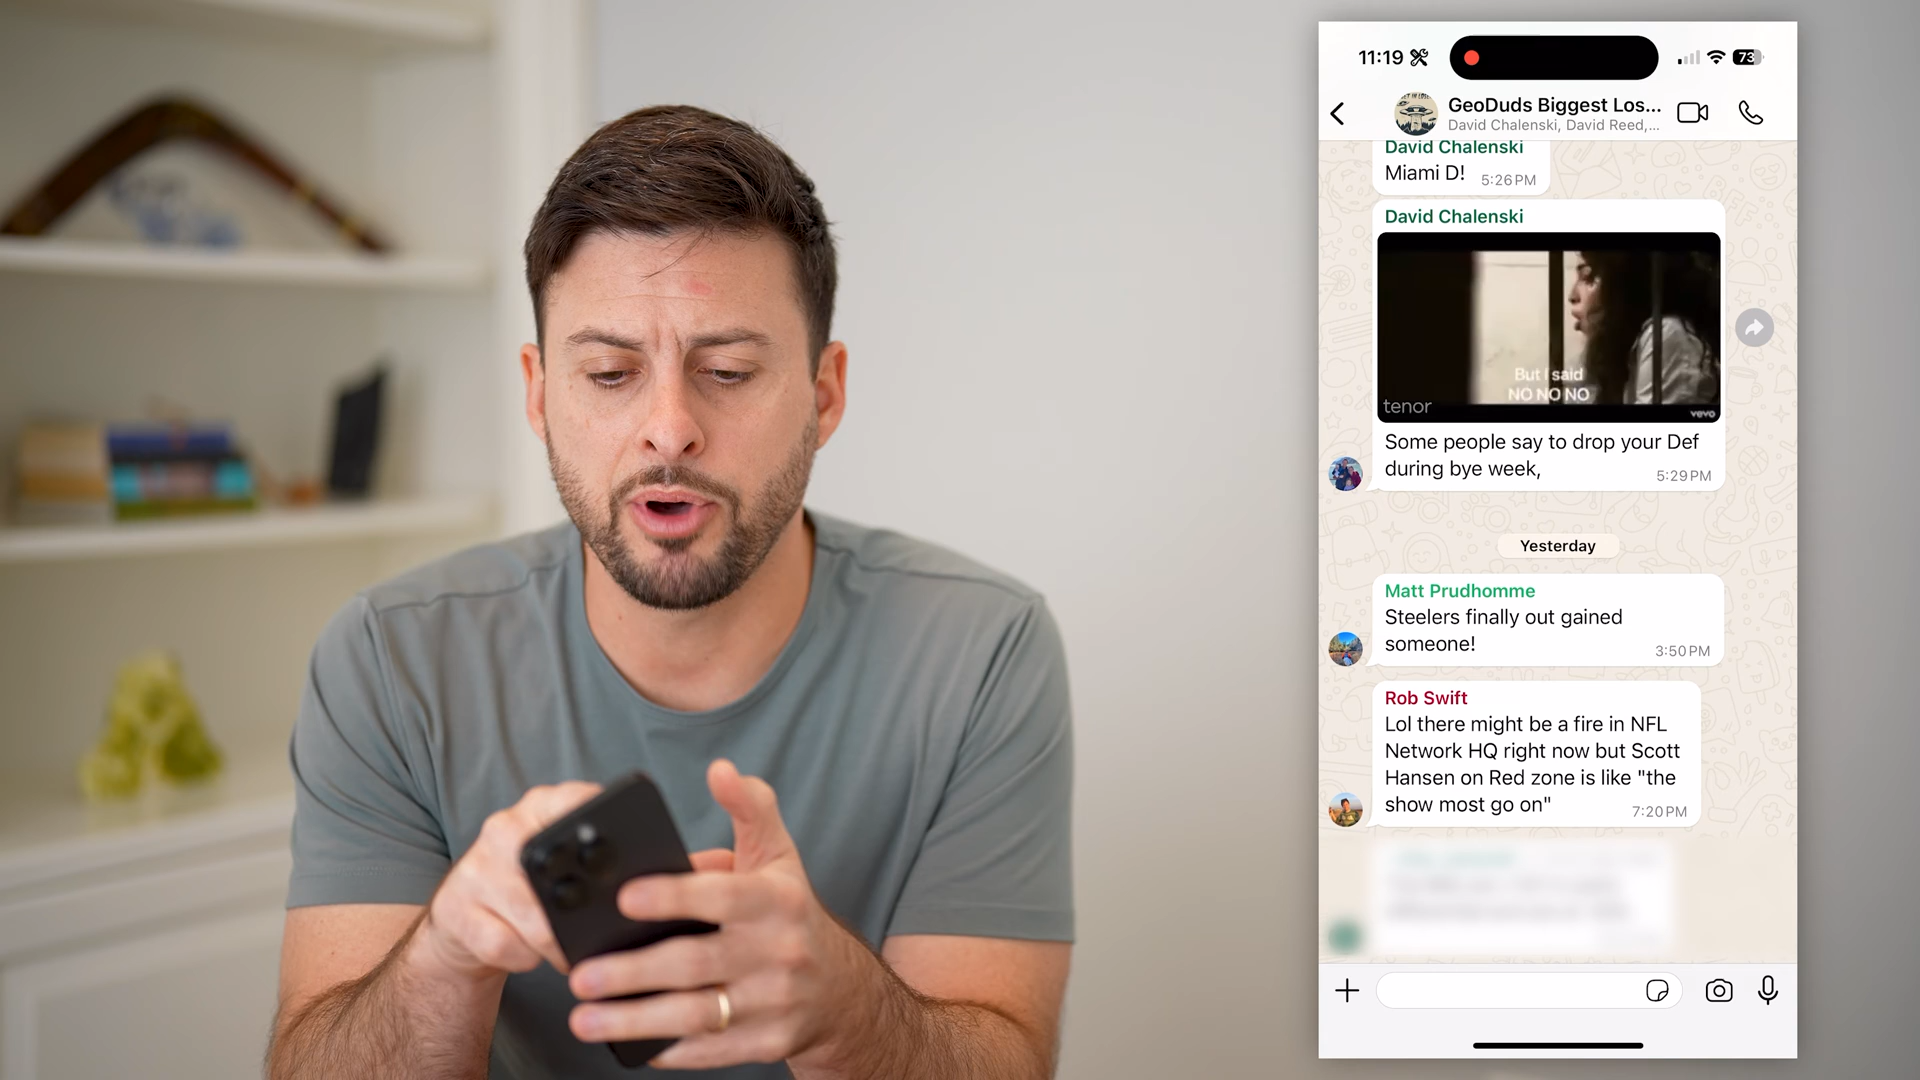 11:19
73
GeoDuds Biggest Los...
David Chalenski, David Reed,...
David Chalenski
Miami D!
5:26 PM
David Chalenski
But I said
NO NO NO
tenor
vevo
Some people say to drop your Def
during bye week,
5:29 PM
Yesterday
Matt Prudhomme
Steelers finally out gained
someone!
3:50 PM
Rob Swift
Lol there might be a fire in NFL
Network HQ right now but Scott
Hansen on Red zone is like "the
show most go on"
7:20 PM